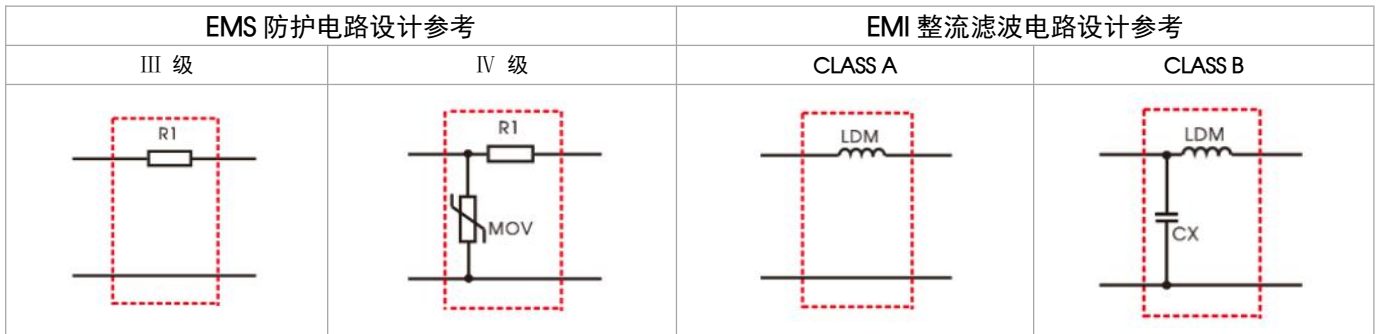 EMS 防护电路设计参考
EMI 整流滤波电路设计参考
III 级
IV 级
CLASS A
CLASS B
R1
R1
MOV
LDM
LDM
CX